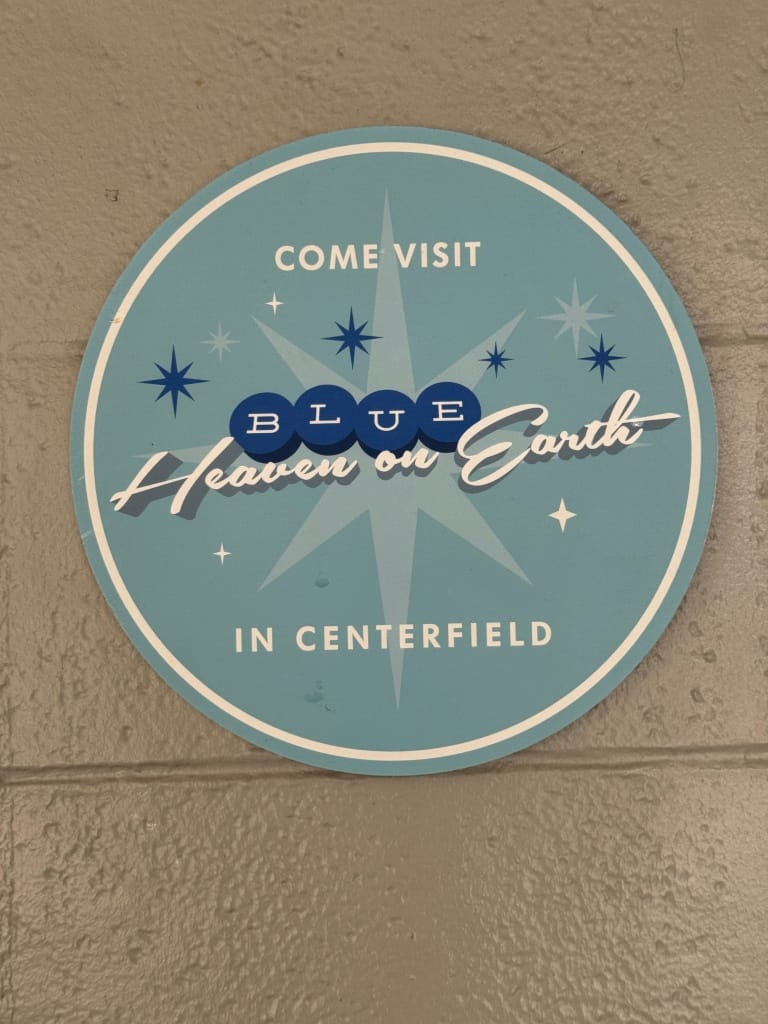 COME VISIT
BLUE
Heaven on Earth
IN CENTERFIELD